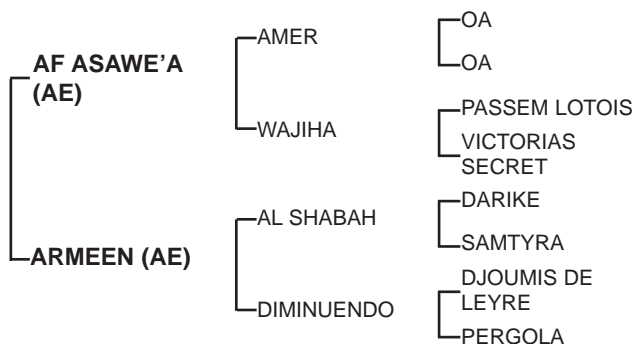 OA
AMER
AF ASAWE’A
(AE)
OA
PASSEM LOTOIS
WAJIHA
VICTORIAS
SECRET
DARIKE
AL SHABAH
ARMEEN (AE)
SAMTYRA
DJOUMIS DE
LEYRE
DIMINUENDO
PERGOLA